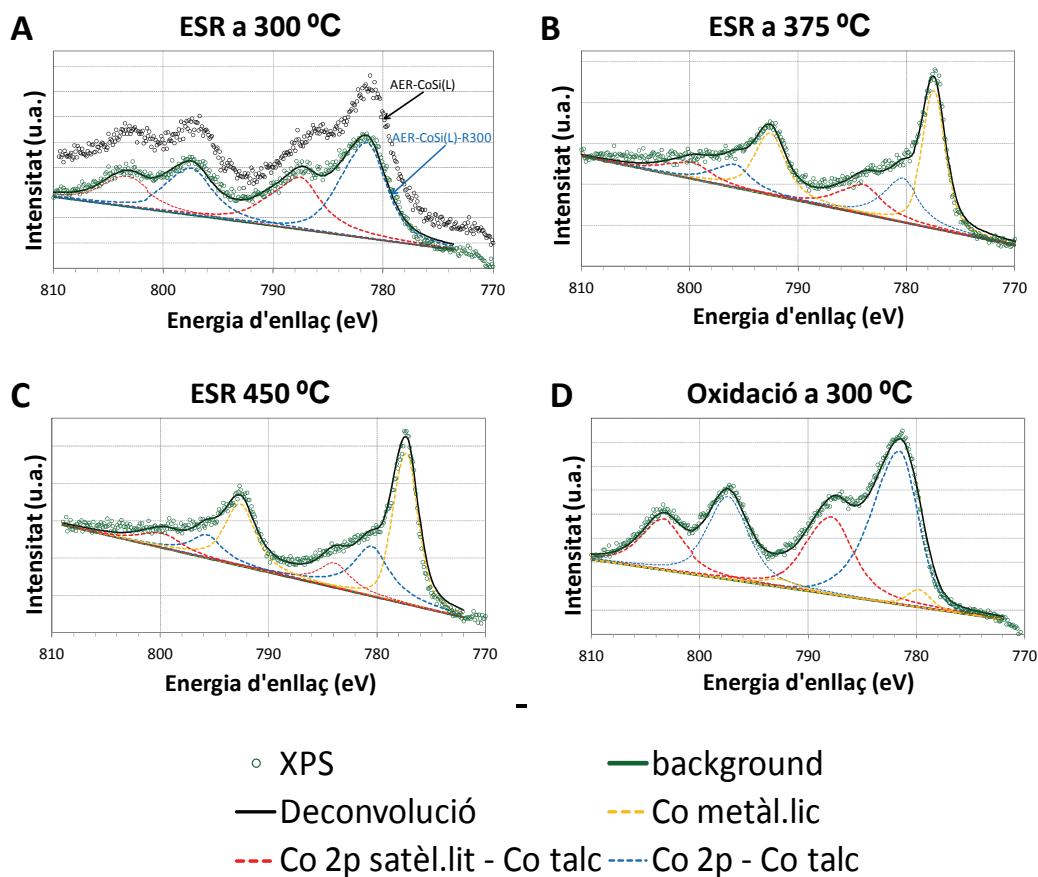 A
ESR a 300 ºC
Intensitat (u.a.)
AER-CoSi(L)
AER-CoSi(L)-R300
810 800 790 780 770
Energia d'enllaç (eV)
B
ESR a 375 ºC
Intensitat (u.a.)
810 800 790 780 770
Energia d'enllaç (eV)
C
ESR 450 ºC
Intensitat (u.a.)
810 800 790 780 770
Energia d'enllaç (eV)
D
Oxidació a 300 ºC
Intensitat (u.a.)
810 800 790 780 770
Energia d'enllaç (eV)
XPS
background
Deconvolució
Co metàl.lic
Co 2p satèl.lit - Co talc
Co 2p - Co talc